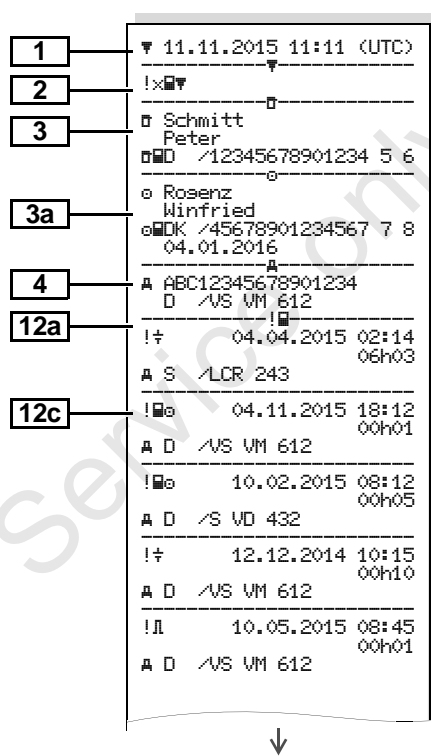 1
▼ 11.11.2015 11:11 (UTC)
2
!x▼
3
Schmitt
Peter
D /12345678901234 5 6
3a
Rogenz
Winfried
DK /45678901234567 7 8
04.01.2016
4
A ABC12345678901234
D /VS VM 612
12a
!÷ 04.04.2015 02:14
06h03
A S /LCR 243
12c
! 04.11.2015 18:12
00h01
A D /VS VM 612
! 10.02.2015 08:12
00h05
A D /S VD 432
!÷ 12.12.2014 10:15
00h10
A D /VS VM 612
!Л 10.05.2015 08:45
00h01
A D /VS VM 612
Service only